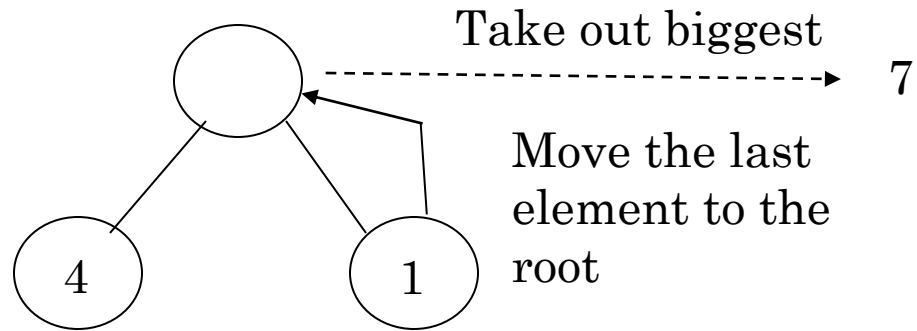 Take out biggest
7
Move the last
element to the
root
4
1